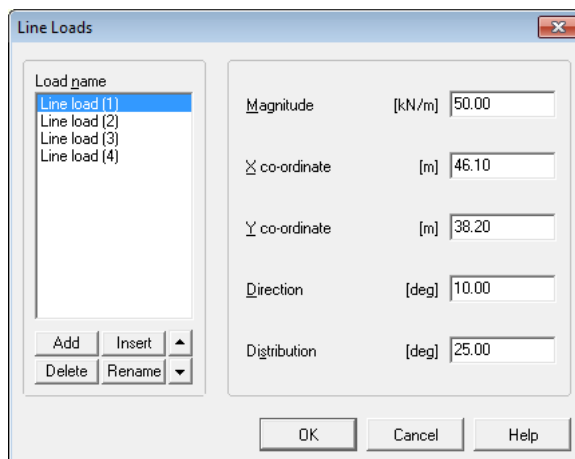 Line Loads
Load name
Line load (1)
Line load (2)
Line load (3)
Line load (4)
Add Insert
Delete Rename
Magnitude [kN/m] 50.00
X co-ordinate [m] 46.10
Y co-ordinate [m] 38.20
Direction [deg] 10.00
Distribution [deg] 25.00
OK Cancel Help